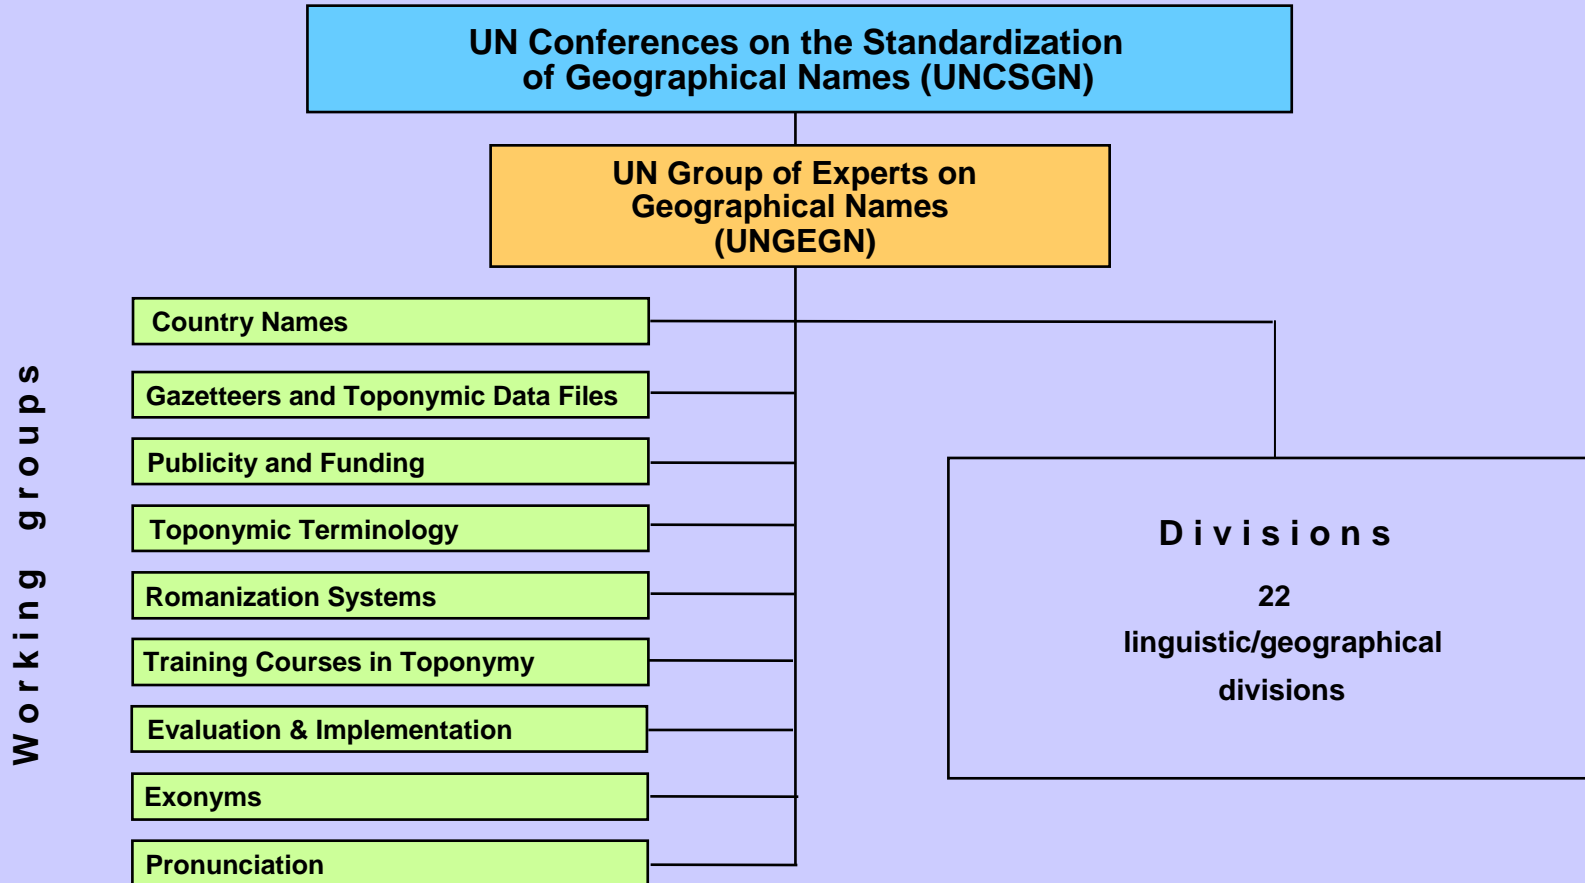 UN Conferences on the Standardization
of Geographical Names (UNCSGN)
UN Group of Experts on
Geographical Names
(UNGEGN)
Working groups
Country Names
Gazetteers and Toponymic Data Files
Publicity and Funding
Toponymic Terminology
Romanization Systems
Training Courses in Toponymy
Evaluation & Implementation
Exonyms
Pronunciation
Divisions
22
linguistic/geographical
divisions